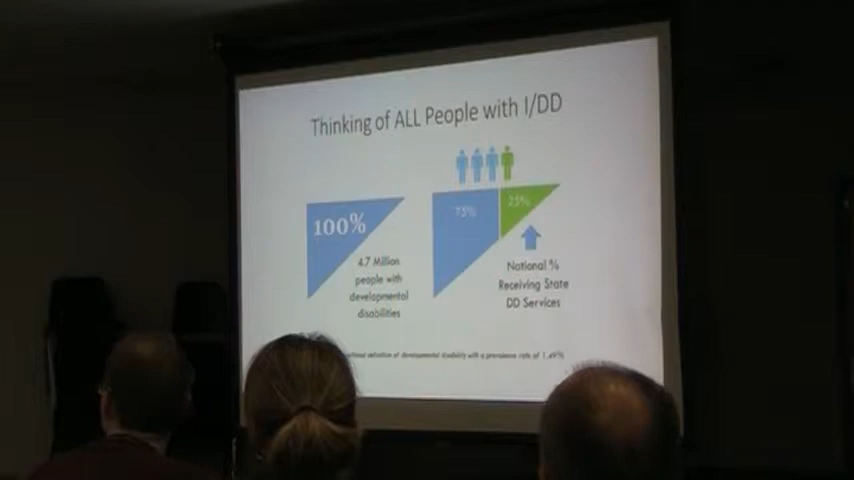 Thinking of ALL People with I/DD
100%
4.7 Million
people with
developmental
disabilities
75%
25%
National %
Receiving State
DD Services
definition of developmental disability with a prevalence rate of 1.49%